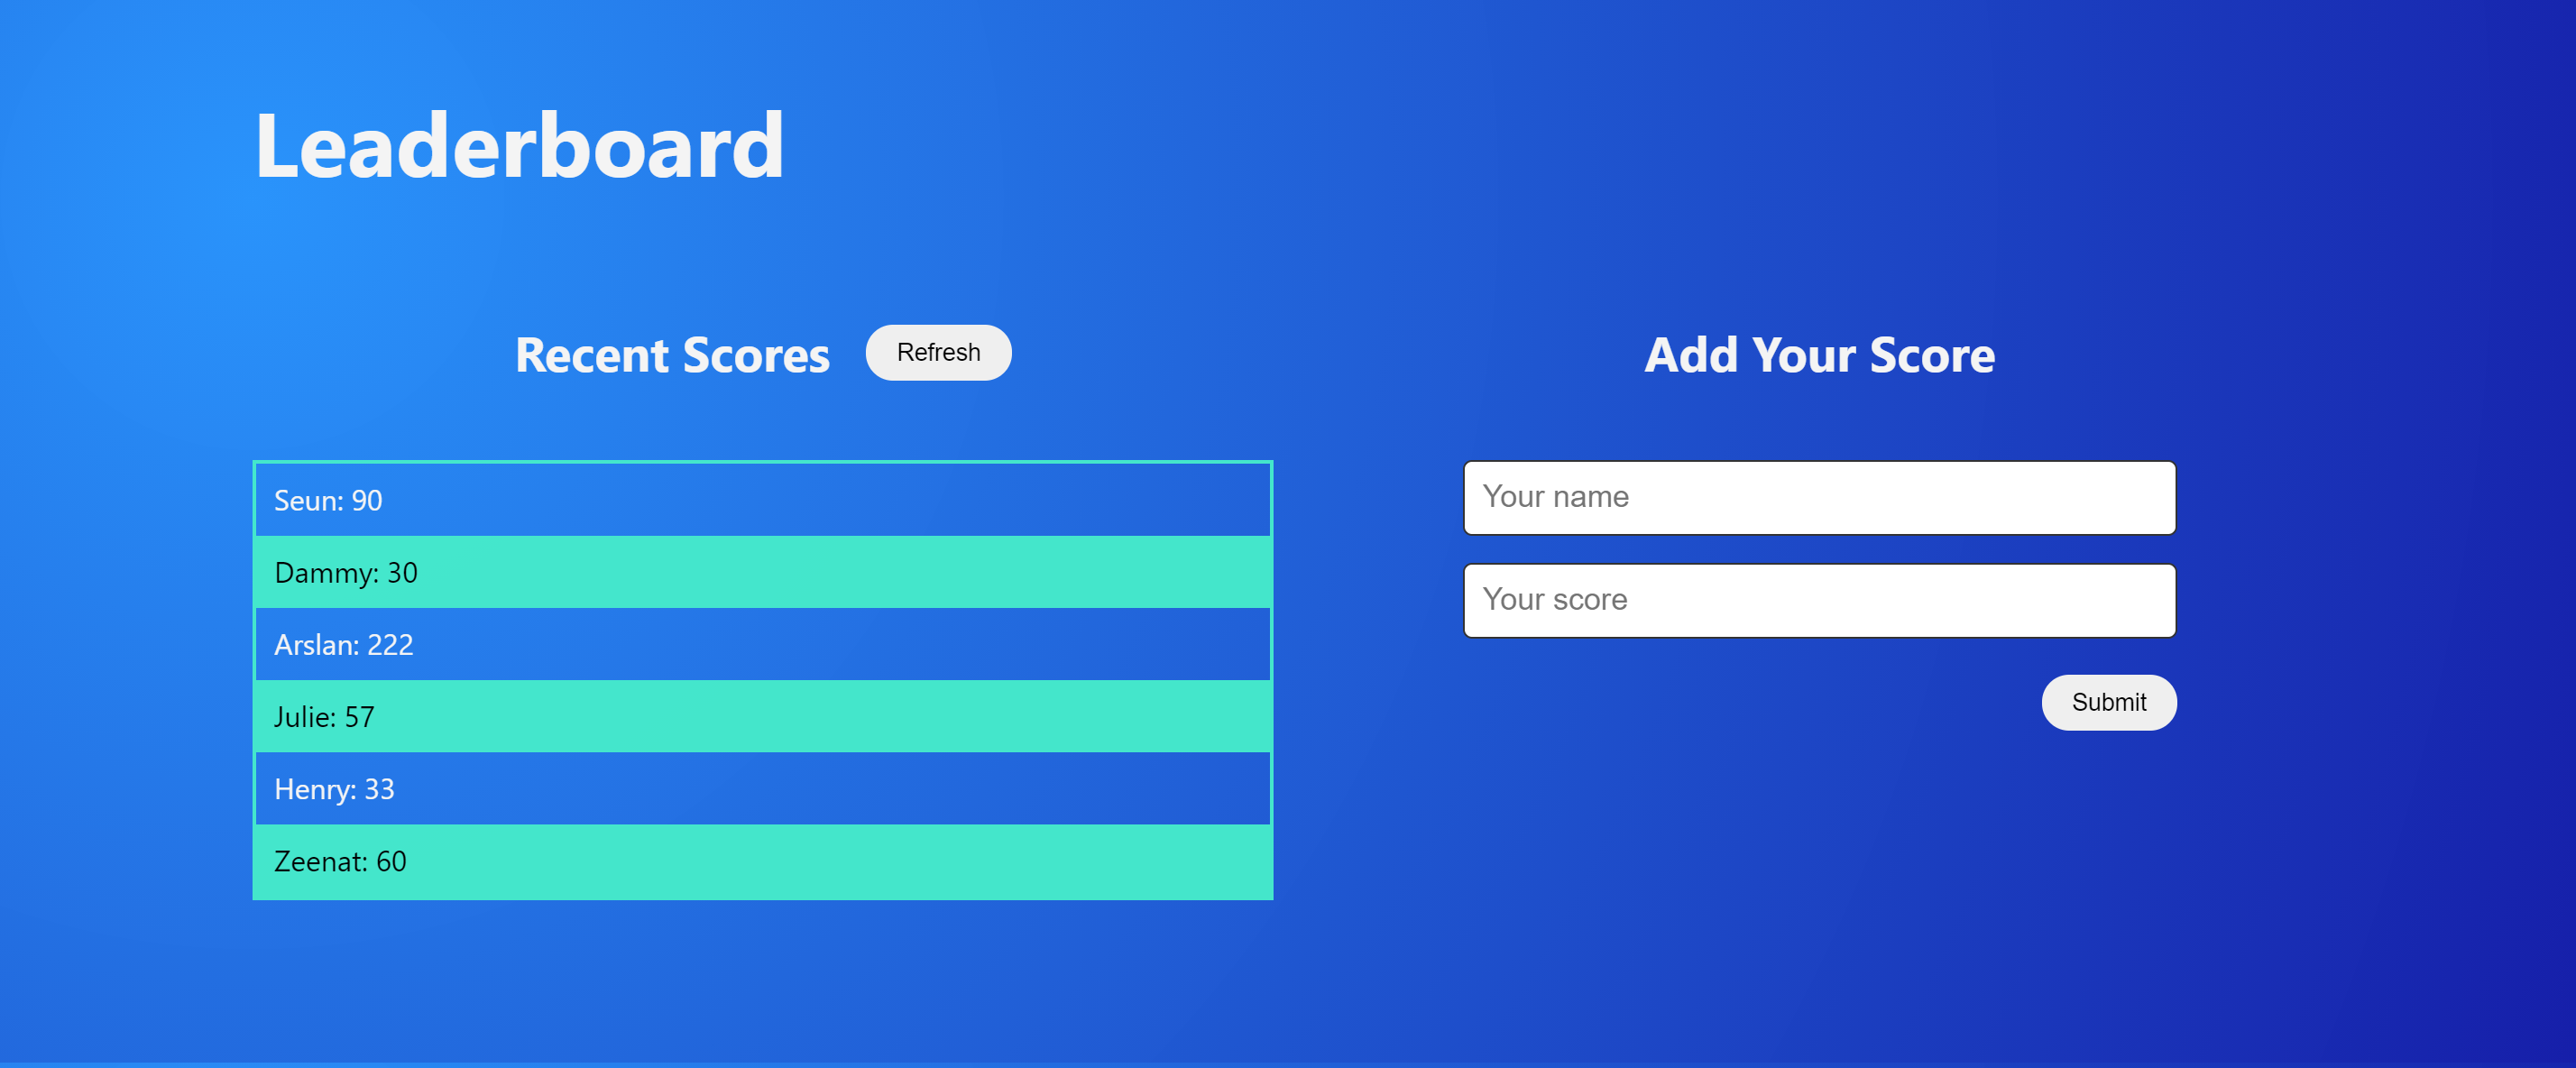 Leaderboard
Recent Scores
Refresh
Seun: 90
Dammy: 30
Arslan: 222
Julie: 57
Henry: 33
Zeenat: 60
Add Your Score
Your name
Your score
Submit